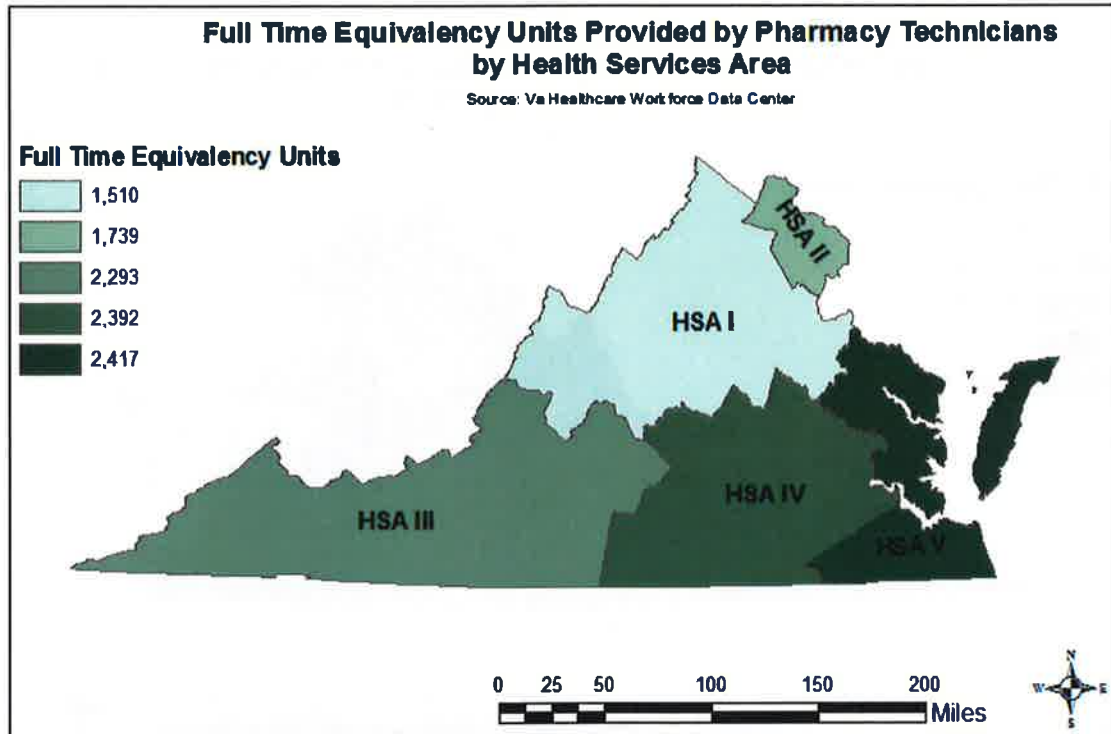 Full Time Equivalency Units Provided by Pharmacy Technicians
by Health Services Area
Source: Va Healthcare Work force Data Center
Full Time Equivalency Units
1,510
1,739
2,293
2,392
2,417
HSA II
HSA I
HSA IV
HSA III
HSA V
N
W E
S
0 25 50 100 150 200
Miles